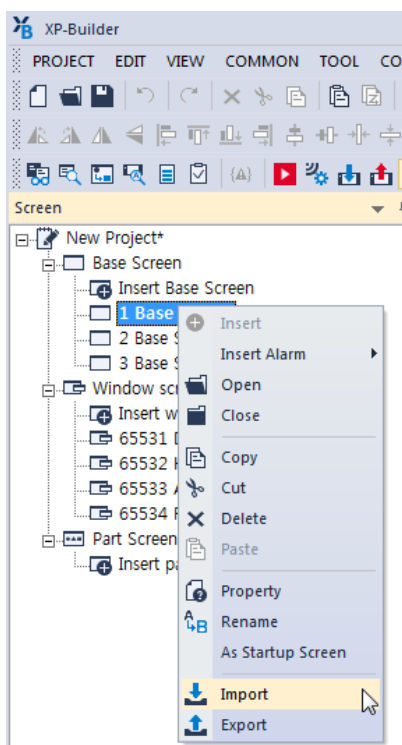 XP-Builder
PROJECT EDIT VIEW COMMON TOOL CO
{A}
Screen
New Project*
Base Screen
Insert Base Screen
1 Base
2 Base S
3 Base S
Window scr
Insert w
65531 D
65532 H
65533 A
65534
Part Screen
Insert pa
Insert
Insert Alarm
Open
Close
Copy
Cut
Delete
Paste
Property
Rename
As Startup Screen
Import
Export